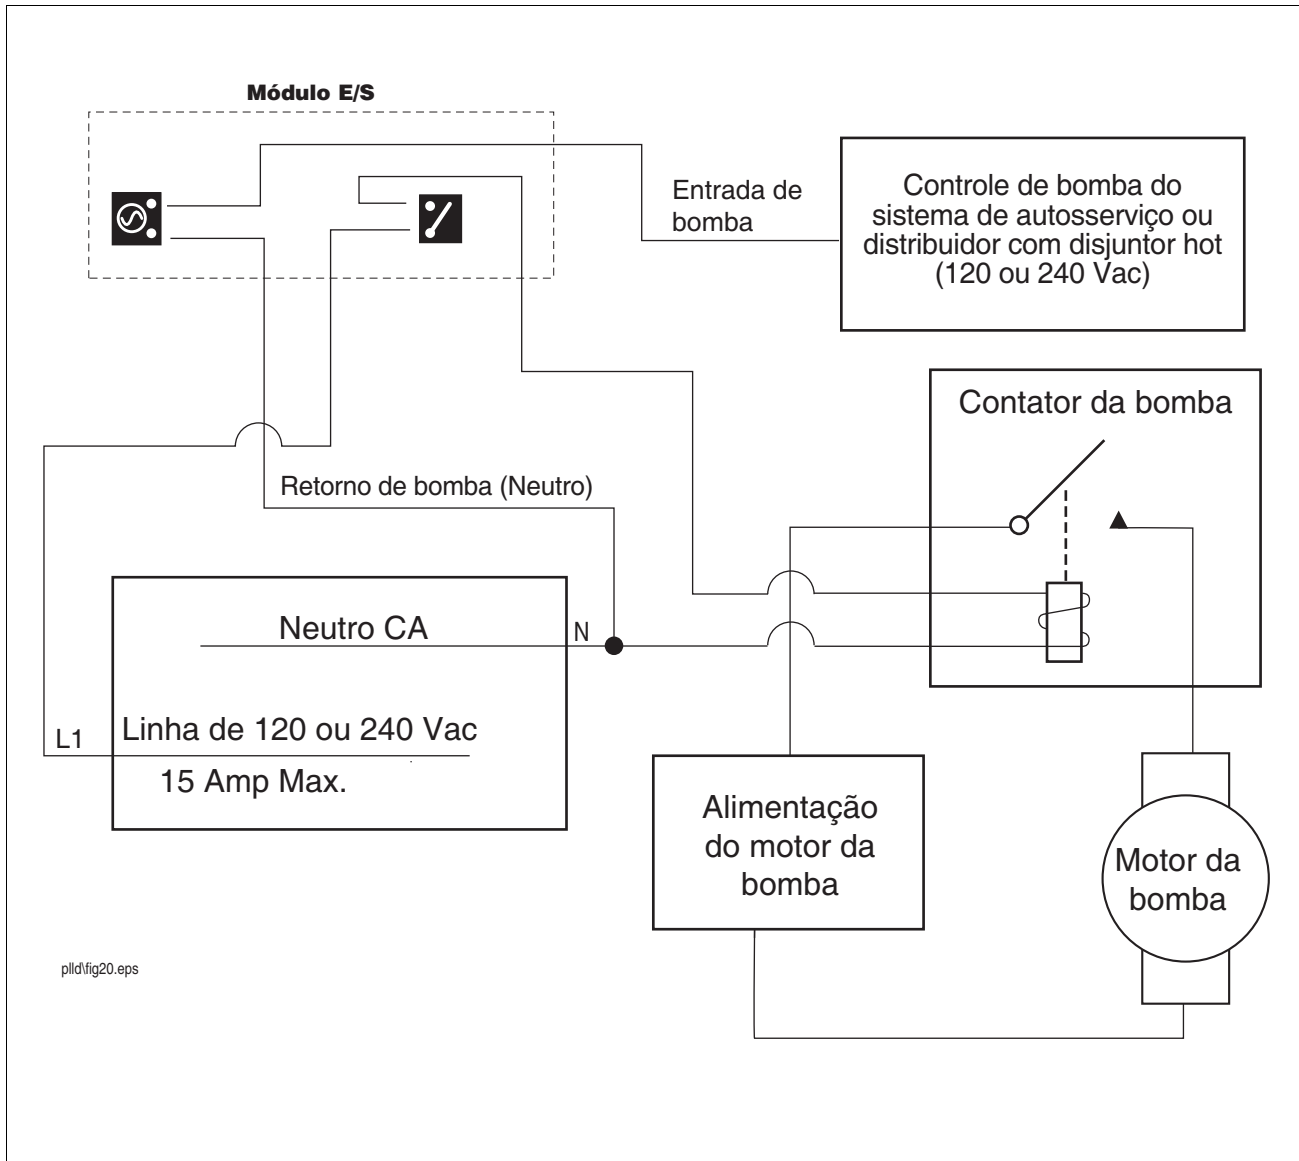 Módulo E/S
Entrada de
bomba
Controle de bomba do
sistema de autosserviço ou
distribuidor com disjuntor hot
(120 ou 240 Vac)
Contator da bomba
Retorno de bomba (Neutro)
Neutro CA
N
L1
Linha de 120 ou 240 Vac
15 Amp Max.
Alimentação
do motor da
bomba
Motor da
bomba
plld\fig20.eps